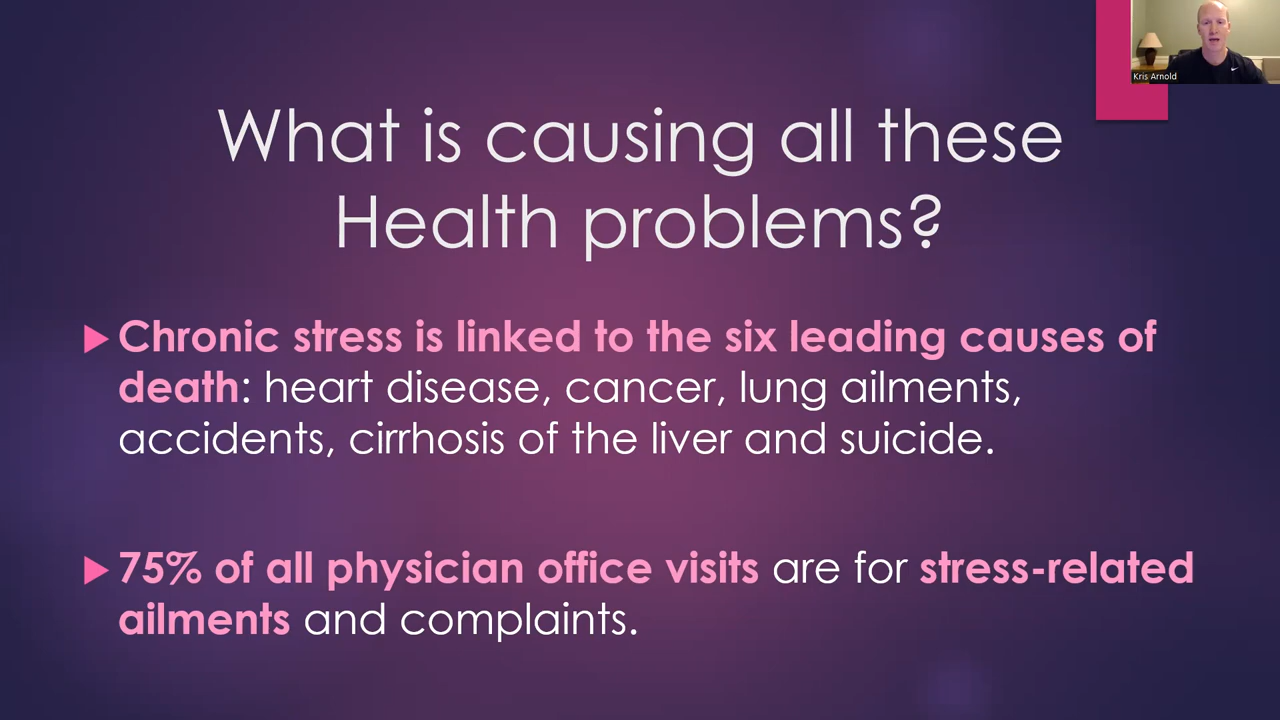 Kris Arnold
What is causing all these
Health problems?
Chronic stress is linked to the six leading causes of
death: heart disease, cancer, lung ailments,
accidents, cirrhosis of the liver and suicide.
75% of all physician office visits are for stress-related
ailments and complaints.